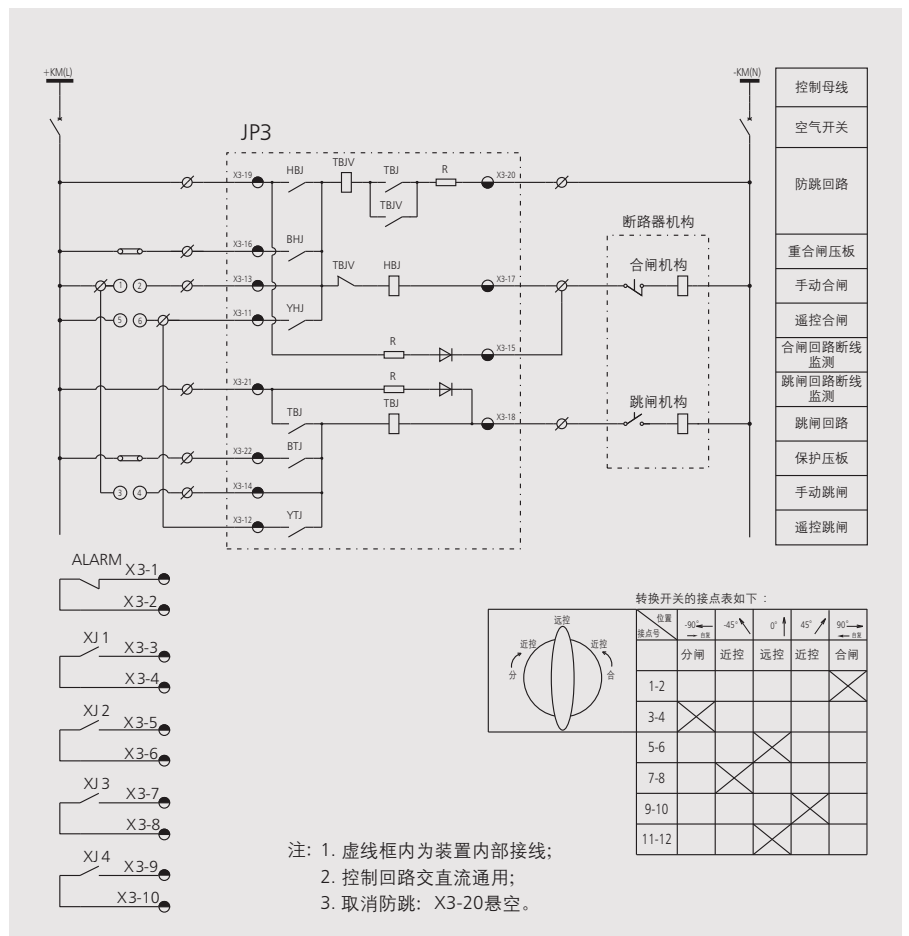 +KM(L)
-KM(N)
JP3
控制母线
空气开关
防跳回路
重合闸压板
手动合闸
遥控合闸
合闸回路断线
监测
跳闸回路断线
监测
跳闸回路
保护压板
手动跳闸
遥控跳闸
X3-19
HBJ
TBJV
TBJ
R
X3-20
TBJV
断路器机构
X3-16
BHJ
合闸机构
1
2
X3-13
TBJV
HBJ
X3-17
5
6
X3-11
YHJ
R
X3-15
X3-21
R
TBJ
TBJ
X3-18
跳闸机构
X3-22
BTJ
3
4
X3-14
X3-12
YTJ
ALARM
X3-1
X3-2
XJ1
X3-3
X3-4
XJ2
X3-5
X3-6
XJ3
X3-7
X3-8
XJ4
X3-9
X3-10
转换开关的接点表如下：
远控
近控
近控
分
合
位置
接点号
-90° 自复
-45°
0°
45°
90° 自复
分闸 近控 远控 近控 合闸
1-2
3-4
5-6
7-8
9-10
11-12
注: 1. 虚线框内为装置内部接线;
2. 控制回路交直流通用;
3. 取消防跳: X3-20悬空。